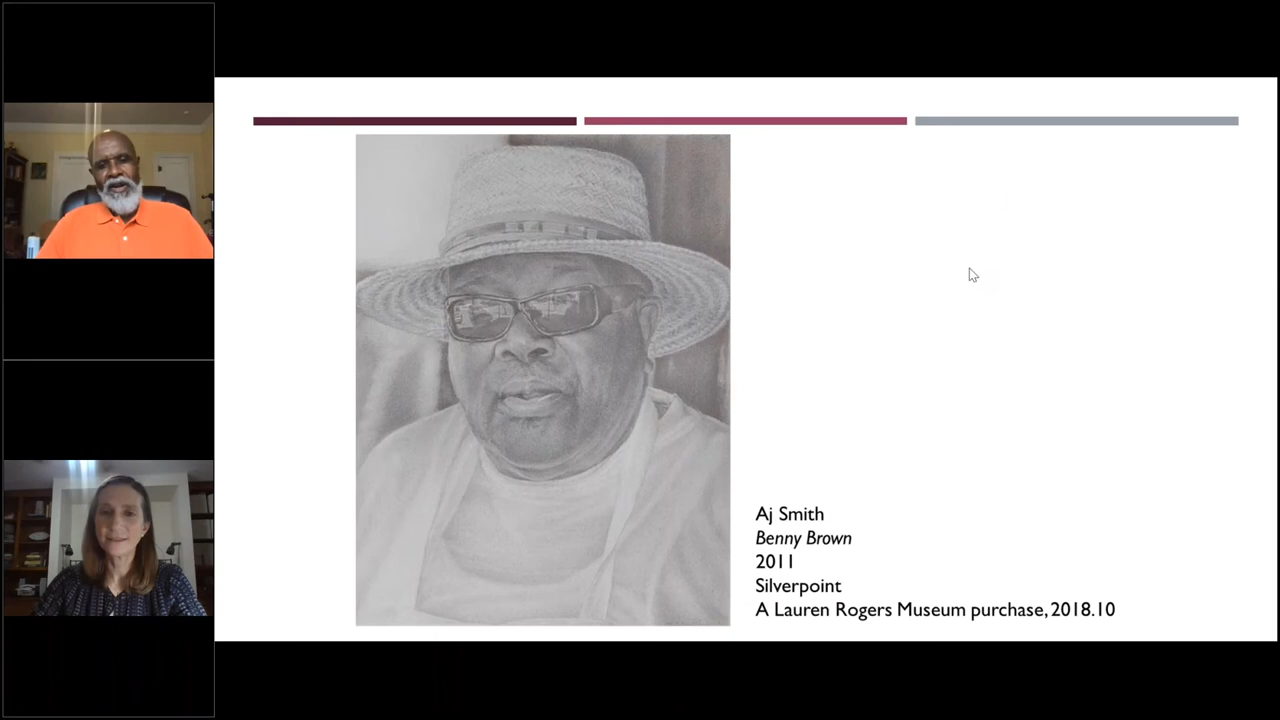 Aj Smith
Benny Brown
2011
Silverpoint
A Lauren Rogers Museum purchase, 2018.10